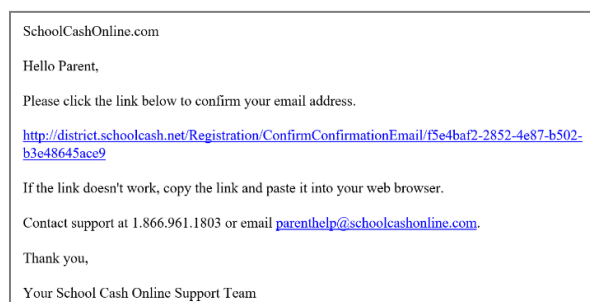 SchoolCashOnline.com
Hello Parent,
Please click the link below to confirm your email address.
http://district.schoolcash.net/Registration/ConfirmConfirmationEmail/f5e4baf2-2852-4e87-b502-
b3e48645ace9
If the link doesn't work, copy the link and paste it into your web browser.
Contact support at 1.866.961.1803 or email parenthelp@schoolcashonline.com.
Thank you,
Your School Cash Online Support Team